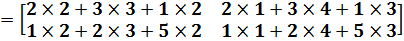 = [2 × 2 + 3 × 3 + 1 × 2   2 × 1 + 3 × 4 + 1 × 3
1 × 2 + 2 × 3 + 5 × 2   1 × 1 + 2 × 4 + 5 × 3]